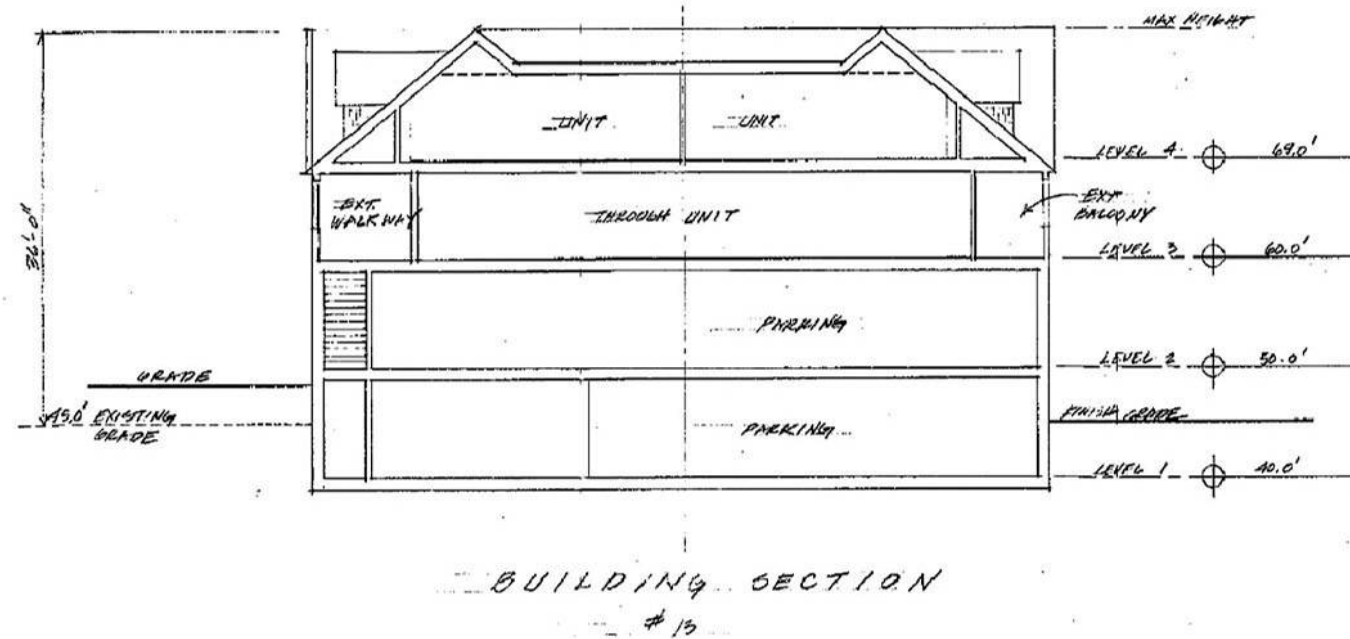 MAX HEIGHT
UNIT
UNIT
LEVEL 4
69.0'
EXT.
WALKWAY
THROUGH UNIT
EXT
BALCONY
36'-0"
LEVEL 3
60.0'
PARKING
LEVEL 2
50.0'
GRADE
45.0' EXISTING
GRADE
FINISH GRADE
PARKING
LEVEL 1
40.0'
BUILDING SECTION
# 13